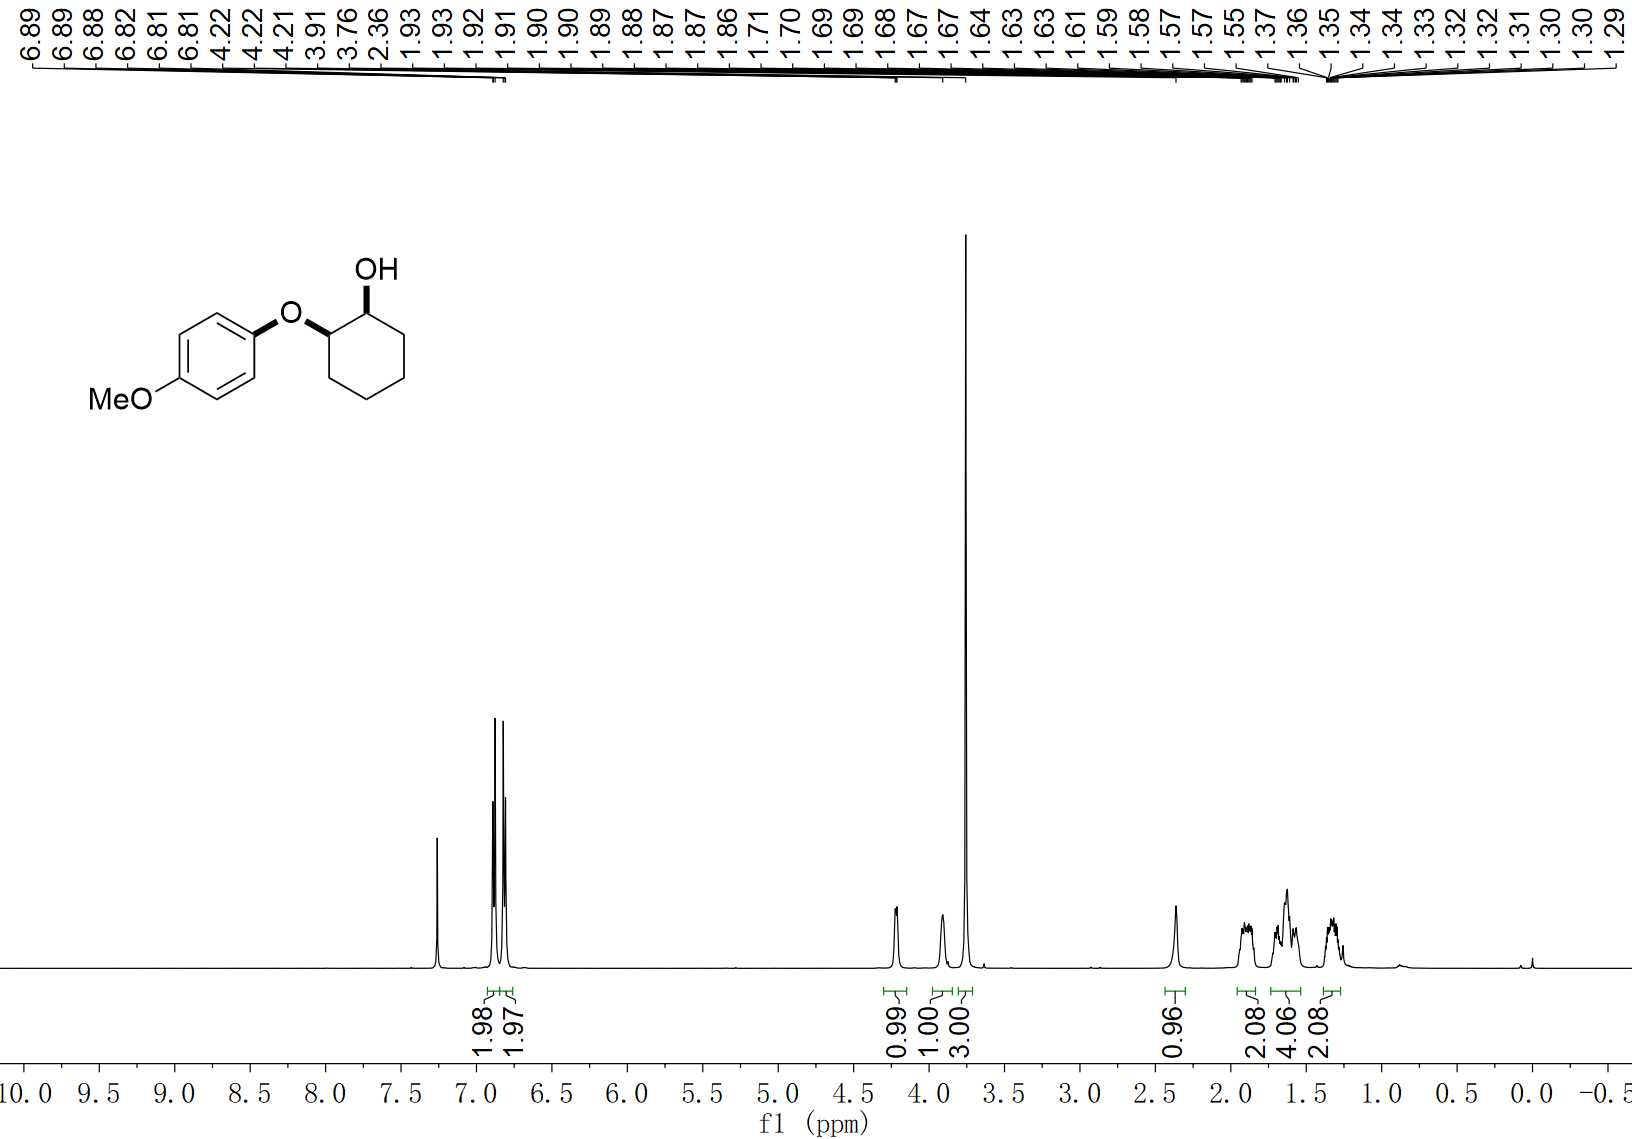 6.89 6.89 6.88 6.82 6.81 6.81 4.22 4.22 4.21 3.91 3.76 2.36 1.93 1.93 1.92 1.91 1.90 1.90 1.89 1.88 1.87 1.87 1.86 1.71 1.70 1.69 1.69 1.68 1.67 1.67 1.64 1.63 1.63 1.61 1.59 1.58 1.57 1.57 1.55 1.37 1.36 1.35 1.34 1.34 1.33 1.32 1.32 1.31 1.30 1.30 1.29
OH
O
MeO
1.98 1.97 0.99 1.00 3.00 0.96 2.08 4.06 2.08
10.0 9.5 9.0 8.5 8.0 7.5 7.0 6.5 6.0 5.5 5.0 4.5 4.0 3.5 3.0 2.5 2.0 1.5 1.0 0.5 0.0 -0.5
f1 (ppm)